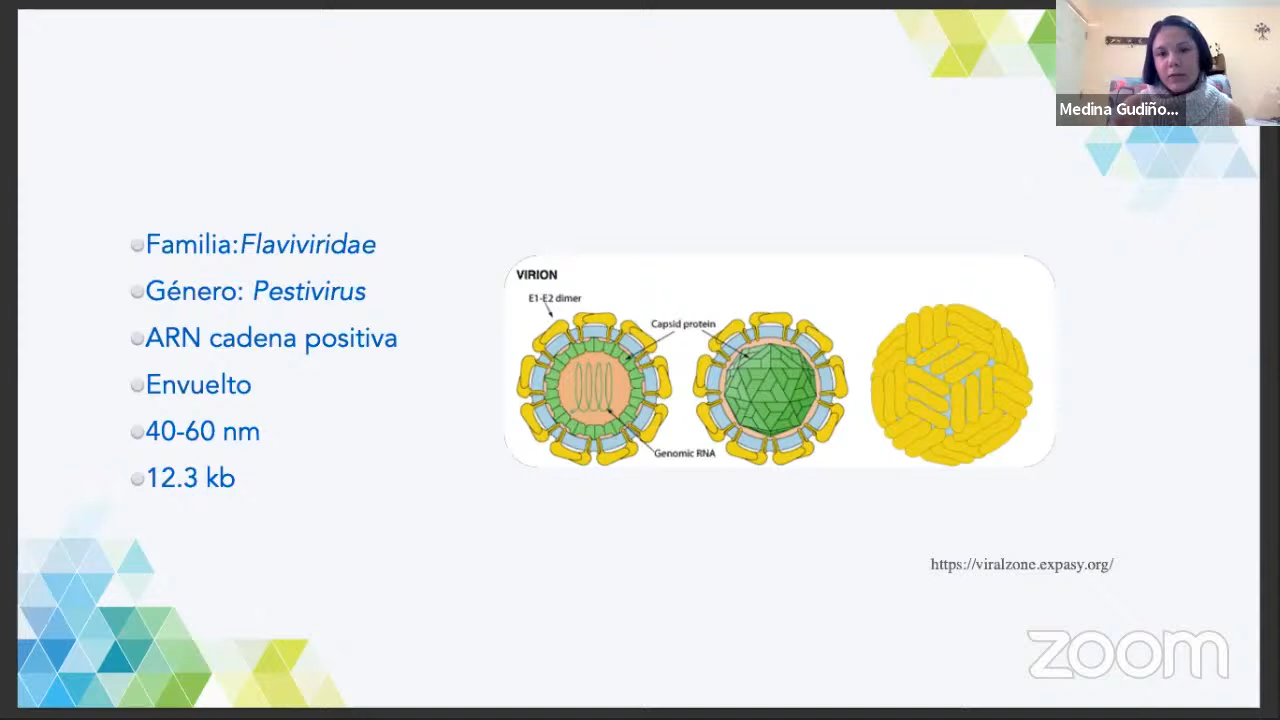 Medina Gudiño...
Familia:Flaviviridae
Género: Pestivirus
ARN cadena positiva
Envuelto
40-60 nm
12.3 kb
VIRION
E1-E2 dimer
Capsid protein
Genomic RNA
https://viralzone.expasy.org/
zoom